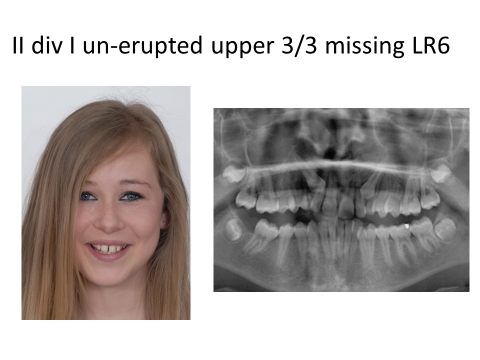 II div I un-erupted upper 3/3 missing LR6